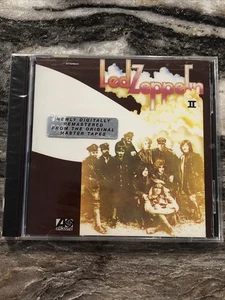 Led Zeppelin
II
NEWLY DIGITALLY
REMASTERED
FROM THE ORIGINAL
MASTER TAPES